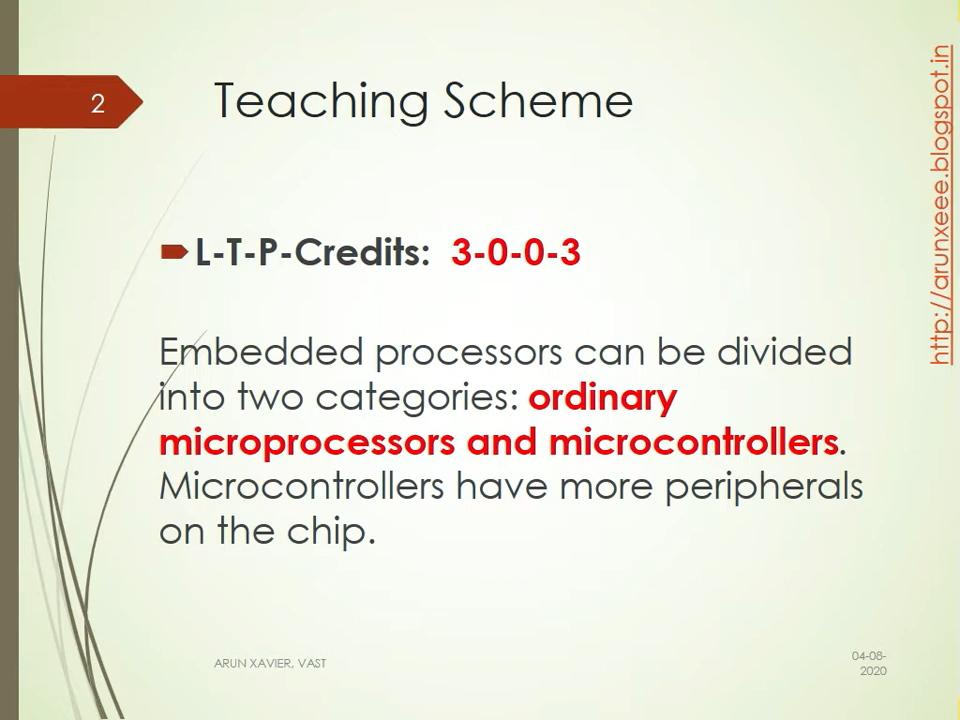 2
Teaching Scheme
L-T-P-Credits: 3-0-0-3
Embedded processors can be divided
into two categories: ordinary
microprocessors and microcontrollers.
Microcontrollers have more peripherals
on the chip.
ARUN XAVIER, VAST
04-08-
2020
http://arunxeee.blogspot.in